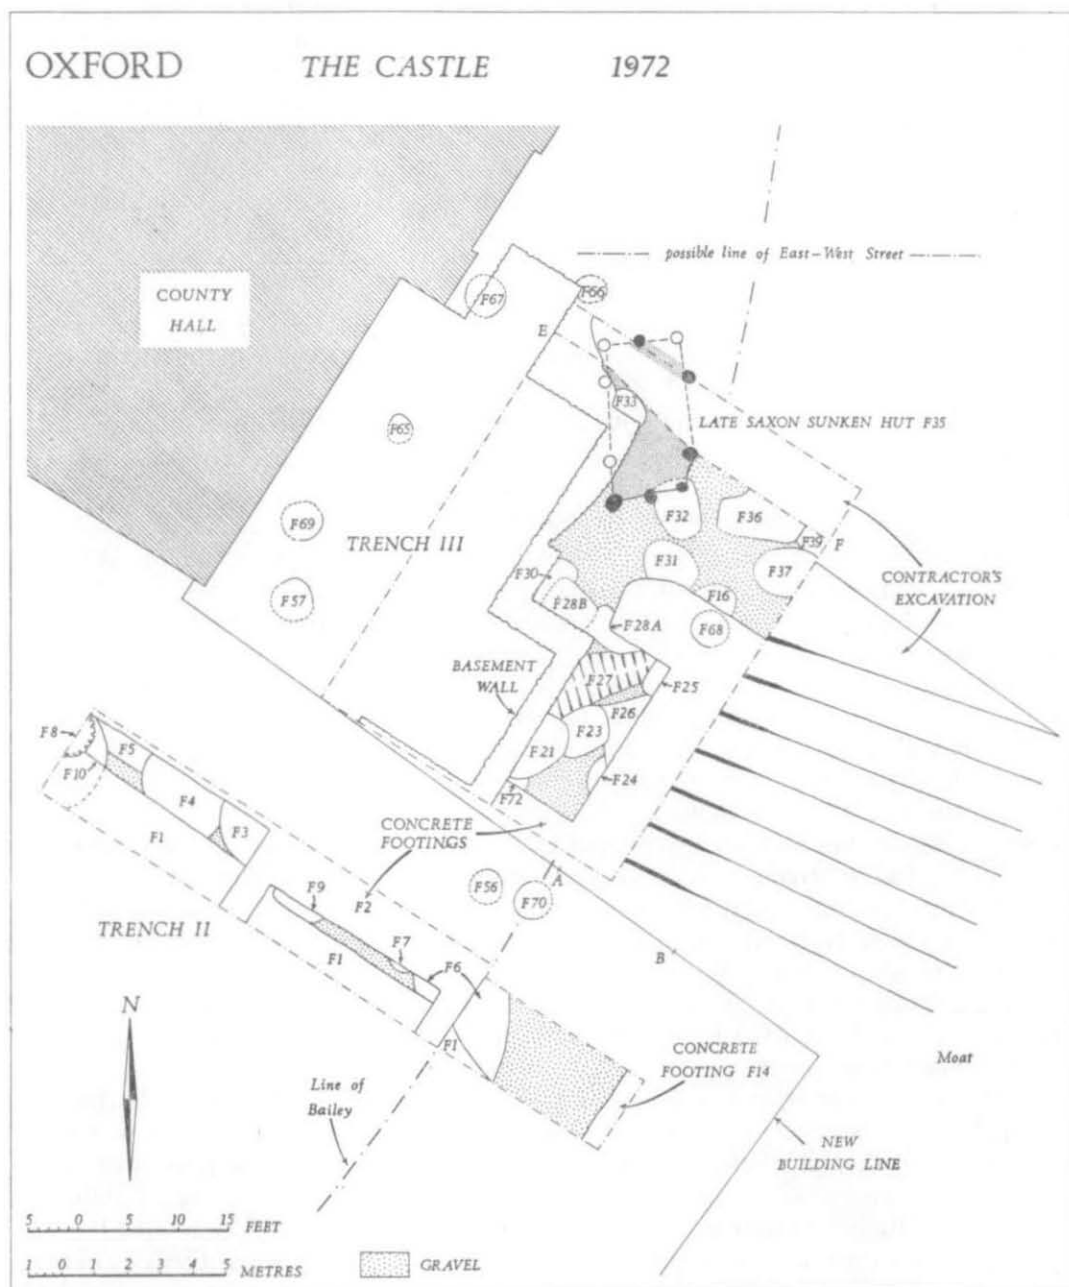 OXFORD THE CASTLE 1972
possible line of East-West Street
COUNTY
HALL
F67
F66
E
F33
F65
LATE SAXON SUNKEN HUT F35
F69
TRENCH III
F32
F36
F39
F
F30
F31
F37
CONTRACTOR'S
EXCAVATION
F57
F28B
F16
F28A
F68
BASEMENT
WALL
F27
F25
F26
F8
F5
F23
F21
F10
F24
F4
F72
F3
F1
CONCRETE
FOOTINGS
A
F9
F56
F70
F2
TRENCH II
F7
F1
F6
B
N
F1
CONCRETE
FOOTING F14
Moat
Line of
Bailey
NEW
BUILDING LINE
5 0 5 10 15 FEET
1 0 1 2 3 4 5 METRES
GRAVEL